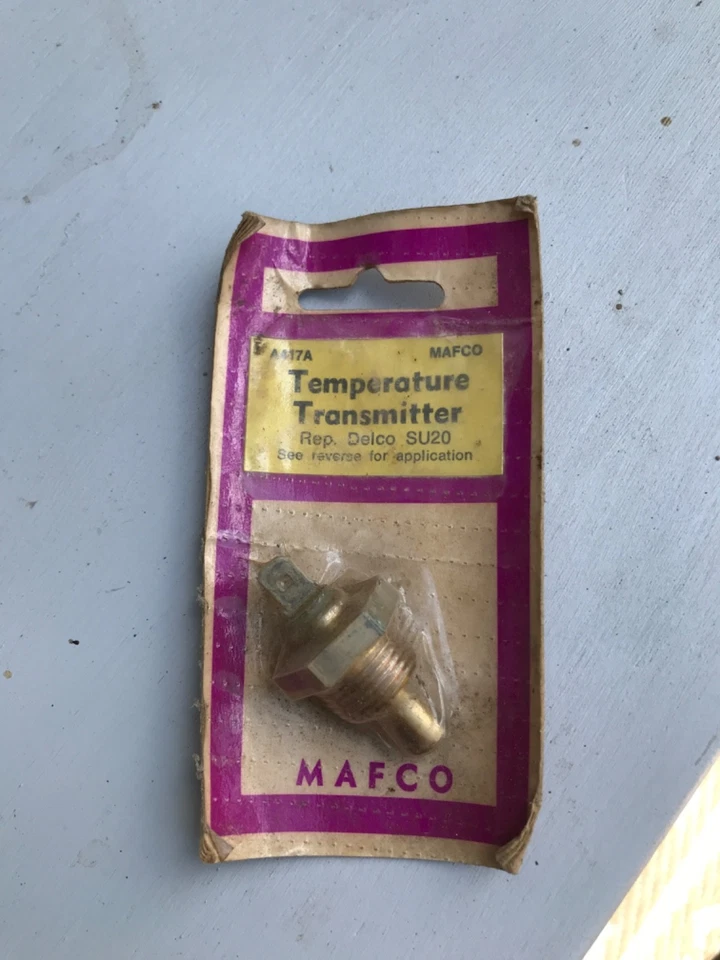 A417A MAFCO
Temperature
Transmitter
Rep. Delco SU20
See reverse for application
MAFCO